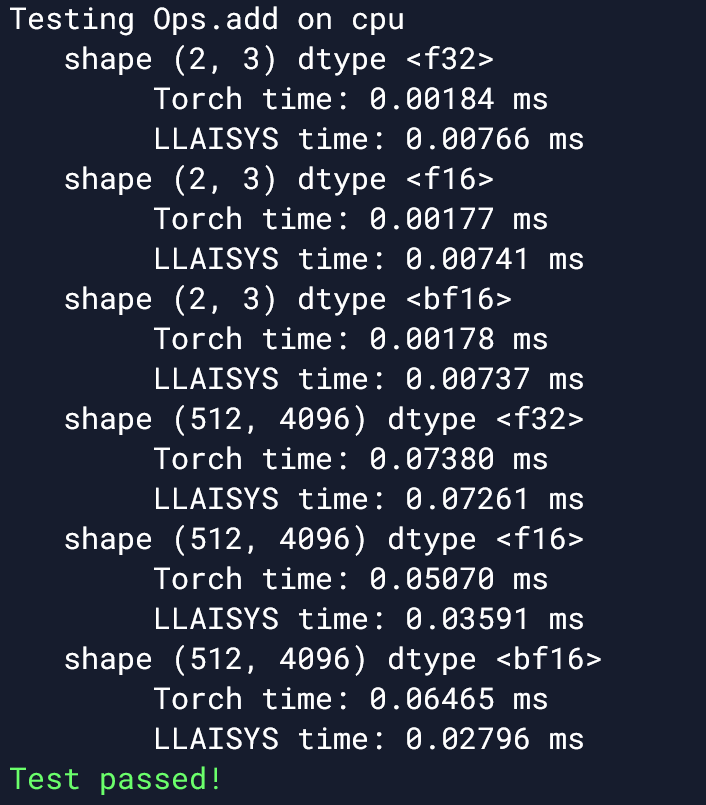 Testing Ops.add on cpu
shape (2, 3) dtype <f32>
Torch time: 0.00184 ms
LLAISYS time: 0.00766 ms
shape (2, 3) dtype <f16>
Torch time: 0.00177 ms
LLAISYS time: 0.00741 ms
shape (2, 3) dtype <bf16>
Torch time: 0.00178 ms
LLAISYS time: 0.00737 ms
shape (512, 4096) dtype <f32>
Torch time: 0.07380 ms
LLAISYS time: 0.07261 ms
shape (512, 4096) dtype <f16>
Torch time: 0.05070 ms
LLAISYS time: 0.03591 ms
shape (512, 4096) dtype <bf16>
Torch time: 0.06465 ms
LLAISYS time: 0.02796 ms
Test passed!